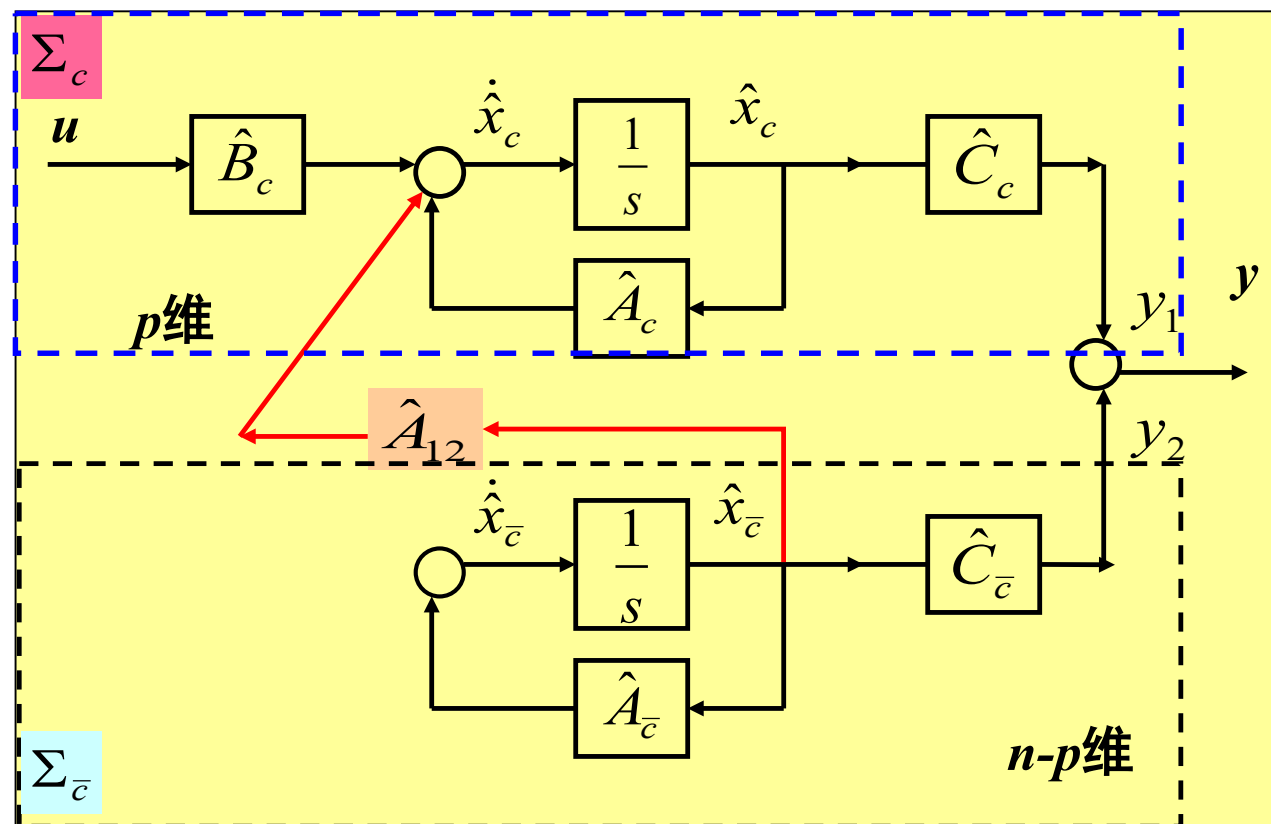 Σ_c
u
B̂_c
ẋ̂_c
1/s
x̂_c
Ĉ_c
Â_c
p维
y_1
y
Â_12
y_2
ẋ̂_c̄
1/s
x̂_c̄
Ĉ_c̄
Â_c̄
n-p维
Σ_c̄